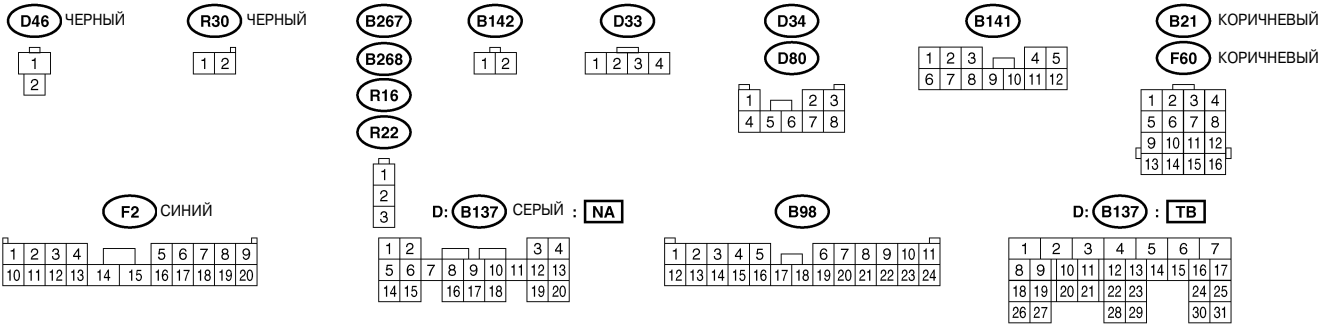 D46 ЧЕРНЫЙ
1
2
R30 ЧЕРНЫЙ
1 2
B267
B268
R16
R22
1
2
3
B142
1 2
D33
1 2 3 4
D34
D80
1 2 3
4 5 6 7 8
B141
1 2 3 4 5
6 7 8 9 10 11 12
B21 КОРИЧНЕВЫЙ
F60 КОРИЧНЕВЫЙ
1 2 3 4
5 6 7 8
9 10 11 12
13 14 15 16
F2 СИНИЙ
1 2 3 4 5 6 7 8 9
10 11 12 13 14 15 16 17 18 19 20
D: B137 СЕРЫЙ : NA
1 2 3 4
5 6 7 8 9 10 11 12 13
14 15 16 17 18 19 20
B98
1 2 3 4 5 6 7 8 9 10 11
12 13 14 15 16 17 18 19 20 21 22 23 24
D: B137 : TB
1 2 3 4 5 6 7
8 9 10 11 12 13 14 15 16 17
18 19 20 21 22 23 24 25
26 27 28 29 30 31